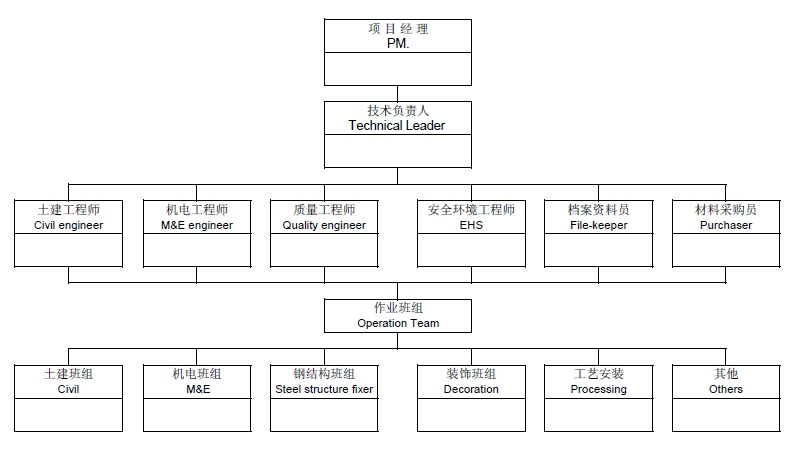 项 目 经 理
PM.
技术负责人
Technical Leader
土建工程师
Civil engineer
机电工程师
M&E engineer
质量工程师
Quality engineer
安全环境工程师
EHS
档案资料员
File-keeper
材料采购员
Purchaser
作业班组
Operation Team
土建班组
Civil
机电班组
M&E
钢结构班组
Steel structure fixer
装饰班组
Decoration
工艺安装
Processing
其他
Others